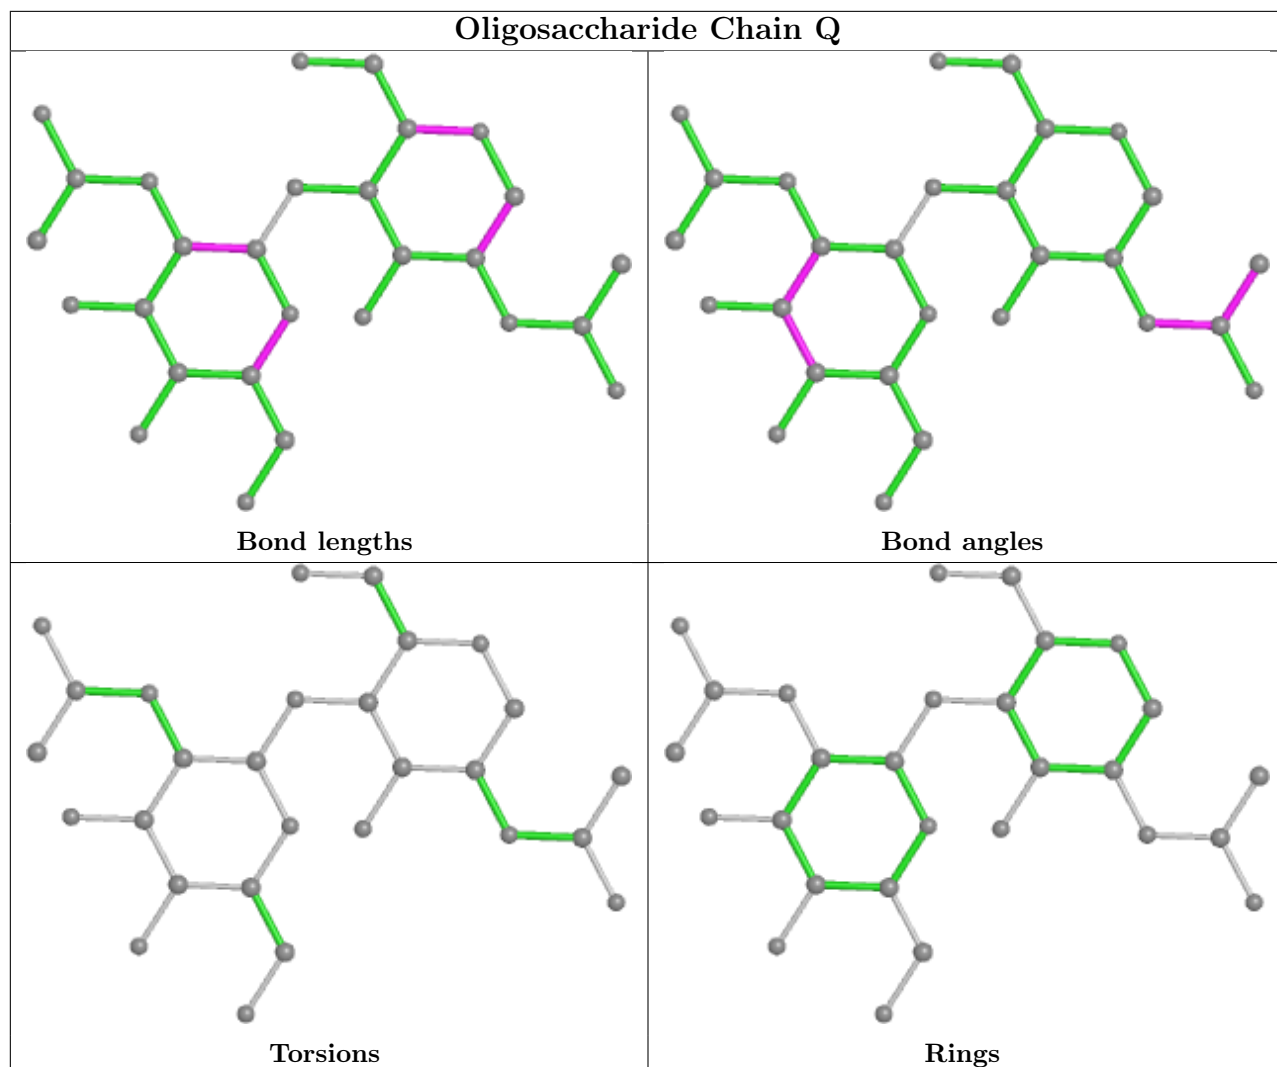 Oligosaccharide Chain Q
Bond lengths
Bond angles
Torsions
Rings